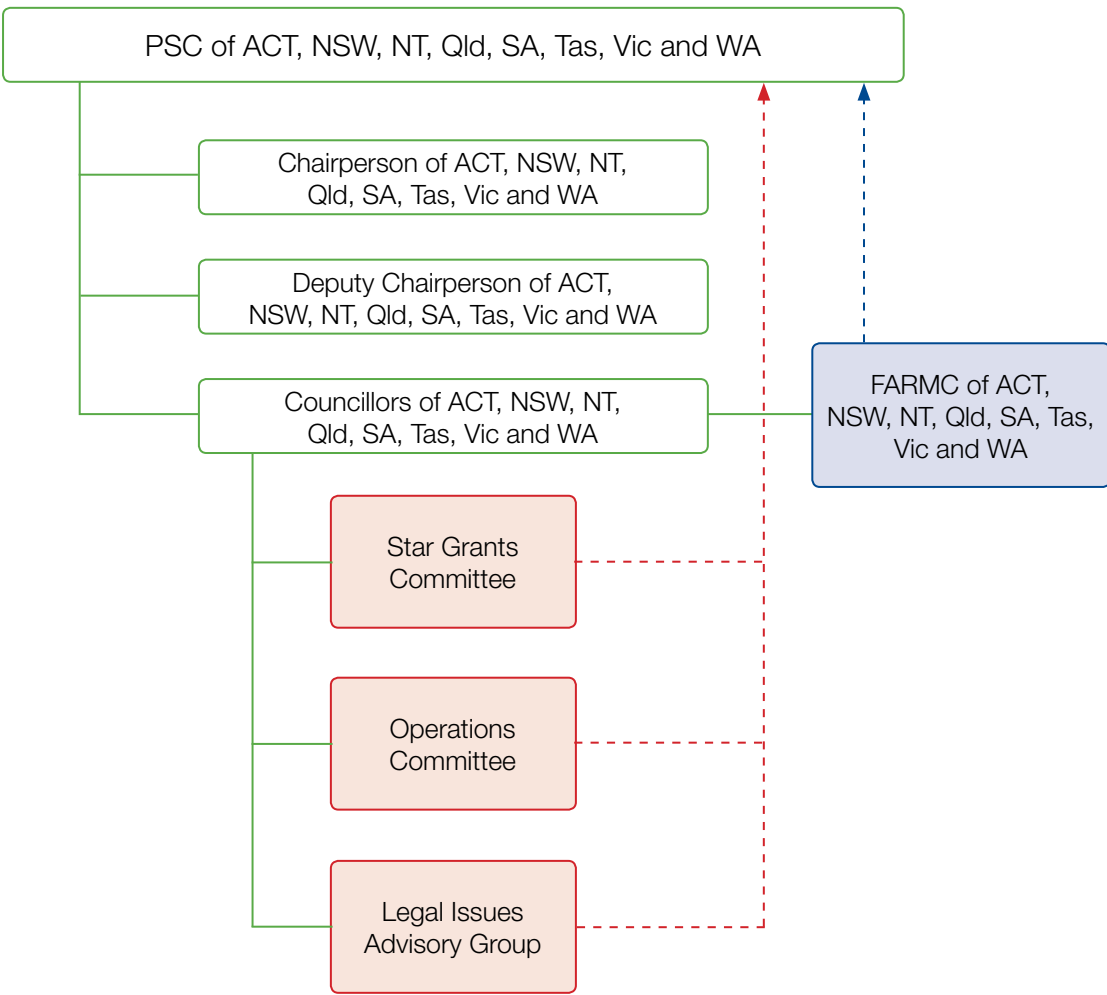 PSC of ACT, NSW, NT, Qld, SA, Tas, Vic and WA
Chairperson of ACT, NSW, NT,
Qld, SA, Tas, Vic and WA
Deputy Chairperson of ACT,
NSW, NT, Qld, SA, Tas, Vic and WA
Councillors of ACT, NSW, NT,
Qld, SA, Tas, Vic and WA
FARMC of ACT,
NSW, NT, Qld, SA, Tas,
Vic and WA
Star Grants
Committee
Operations
Committee
Legal Issues
Advisory Group